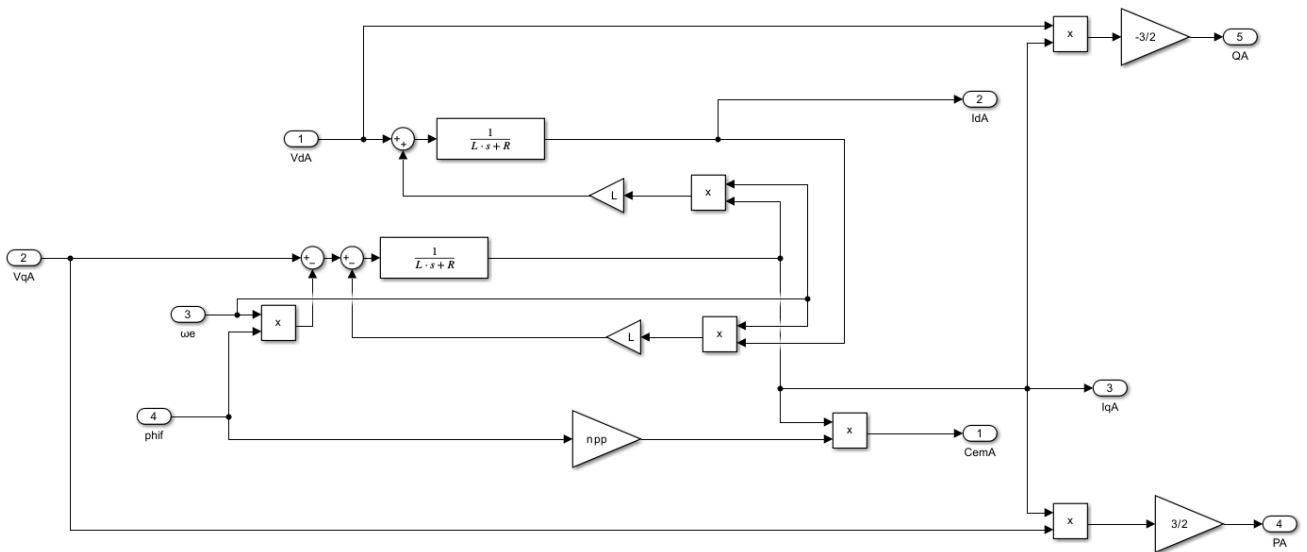 x
-3/2
5
QA
2
IdA
1
VdA
+
+
1
L · s + R
L
x
2
VqA
+
−
+
−
1
L · s + R
3
ωe
x
L
x
4
phif
npp
x
3
IqA
1
CemA
x
3/2
4
PA